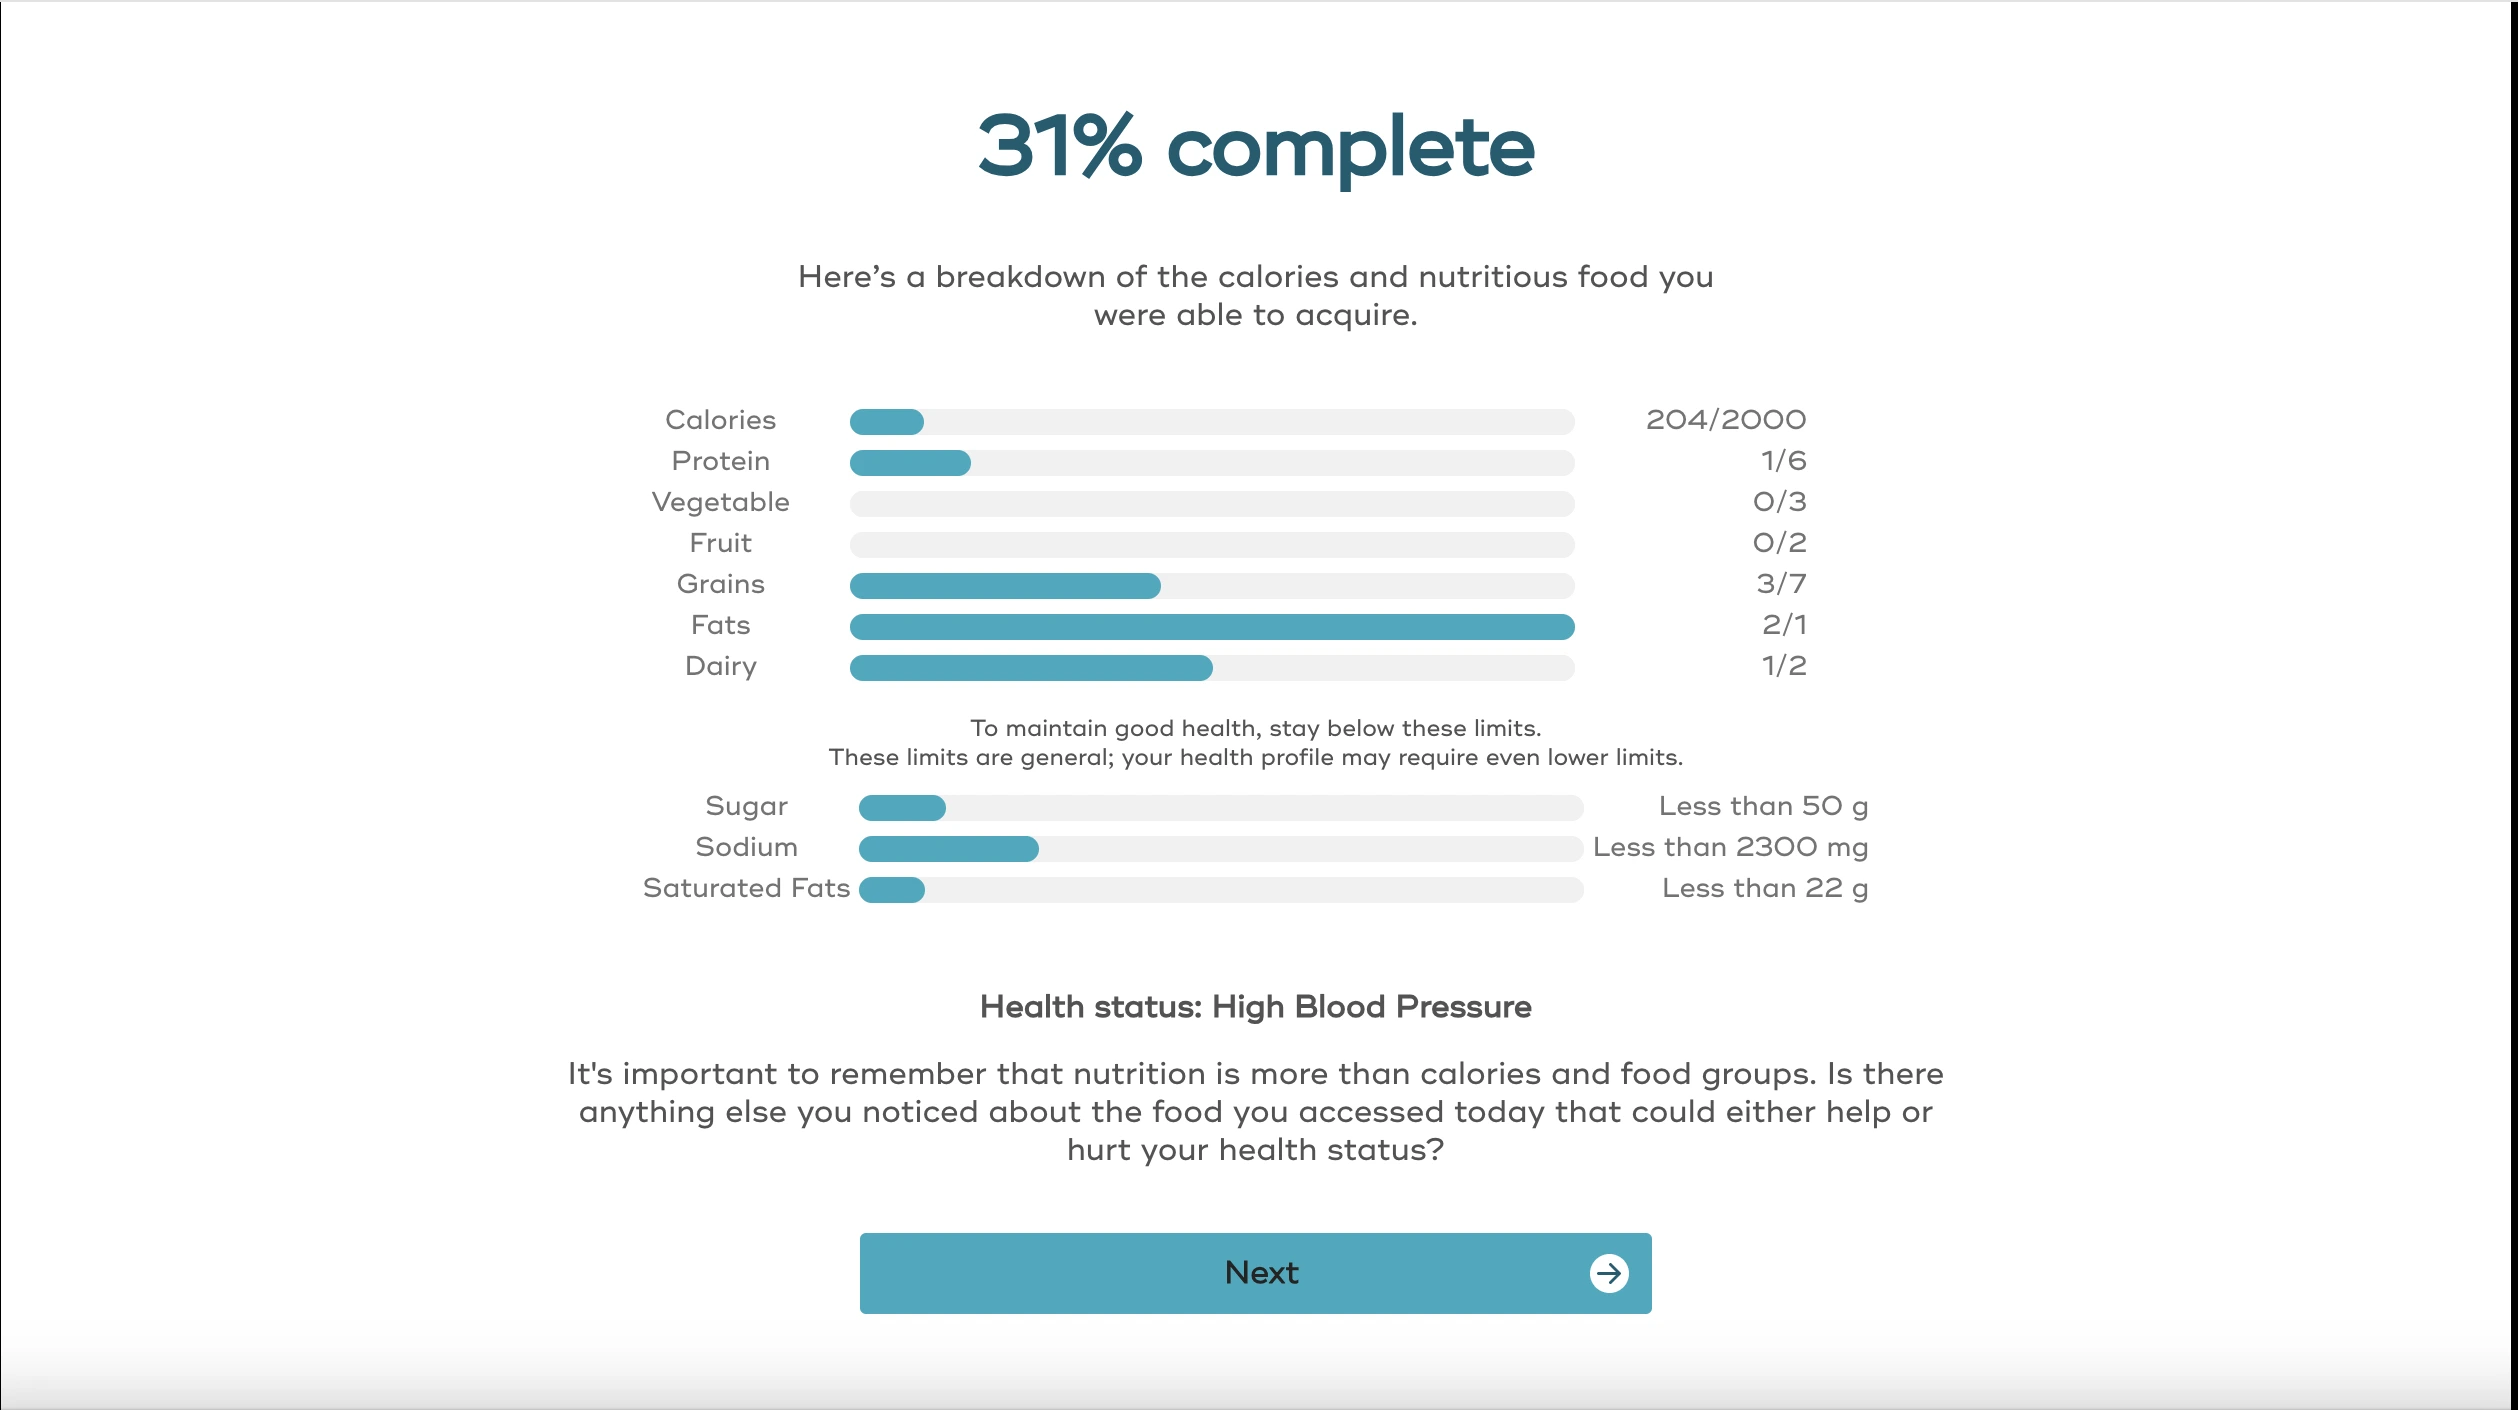 31% complete
Here’s a breakdown of the calories and nutritious food you
were able to acquire.
Calories 204/2000
Protein 1/6
Vegetable 0/3
Fruit 0/2
Grains 3/7
Fats 2/1
Dairy 1/2
To maintain good health, stay below these limits.
These limits are general; your health profile may require even lower limits.
Sugar Less than 50 g
Sodium Less than 2300 mg
Saturated Fats Less than 22 g
Health status: High Blood Pressure
It's important to remember that nutrition is more than calories and food groups. Is there
anything else you noticed about the food you accessed today that could either help or
hurt your health status?
Next